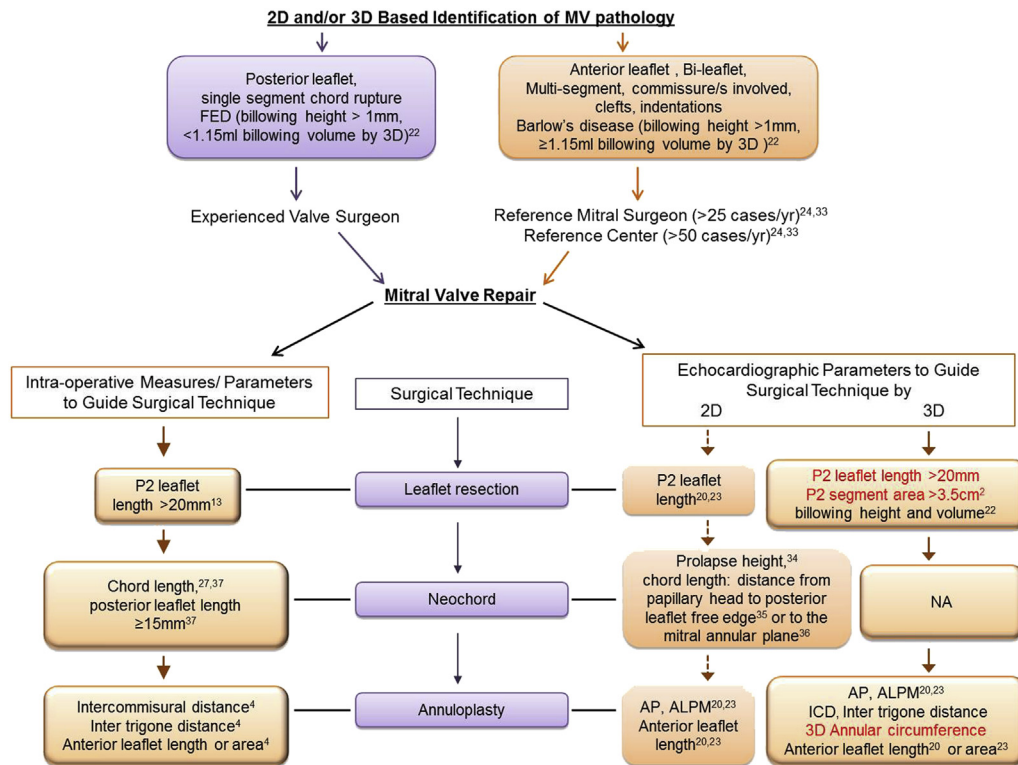 2D and/or 3D Based Identification of MV pathology
Posterior leaflet,
single segment chord rupture
FED (billowing height > 1mm,
<1.15ml billowing volume by 3D)22
Anterior leaflet , Bi-leaflet,
Multi-segment, commissure/s involved,
clefts, indentations
Barlow's disease (billowing height >1mm,
≥1.15ml billowing volume by 3D )22
Experienced Valve Surgeon
Reference Mitral Surgeon (>25 cases/yr)24,33
Reference Center (>50 cases/yr)24,33
Mitral Valve Repair
Intra-operative Measures/ Parameters
to Guide Surgical Technique
Surgical Technique
Echocardiographic Parameters to Guide
Surgical Technique by
2D
3D
P2 leaflet
length >20mm13
Leaflet resection
P2 leaflet
length20,23
P2 leaflet length >20mm
P2 segment area >3.5cm2
billowing height and volume22
Chord length,27,37
posterior leaflet length
≥15mm37
Neochord
Prolapse height,34
chord length: distance from
papillary head to posterior
leaflet free edge35 or to the
mitral annular plane36
NA
Intercommisural distance4
Inter trigone distance4
Anterior leaflet length or area4
Annuloplasty
AP, ALPM20,23
Anterior leaflet
length20,23
AP, ALPM20,23
ICD, Inter trigone distance
3D Annular circumference
Anterior leaflet length20 or area23